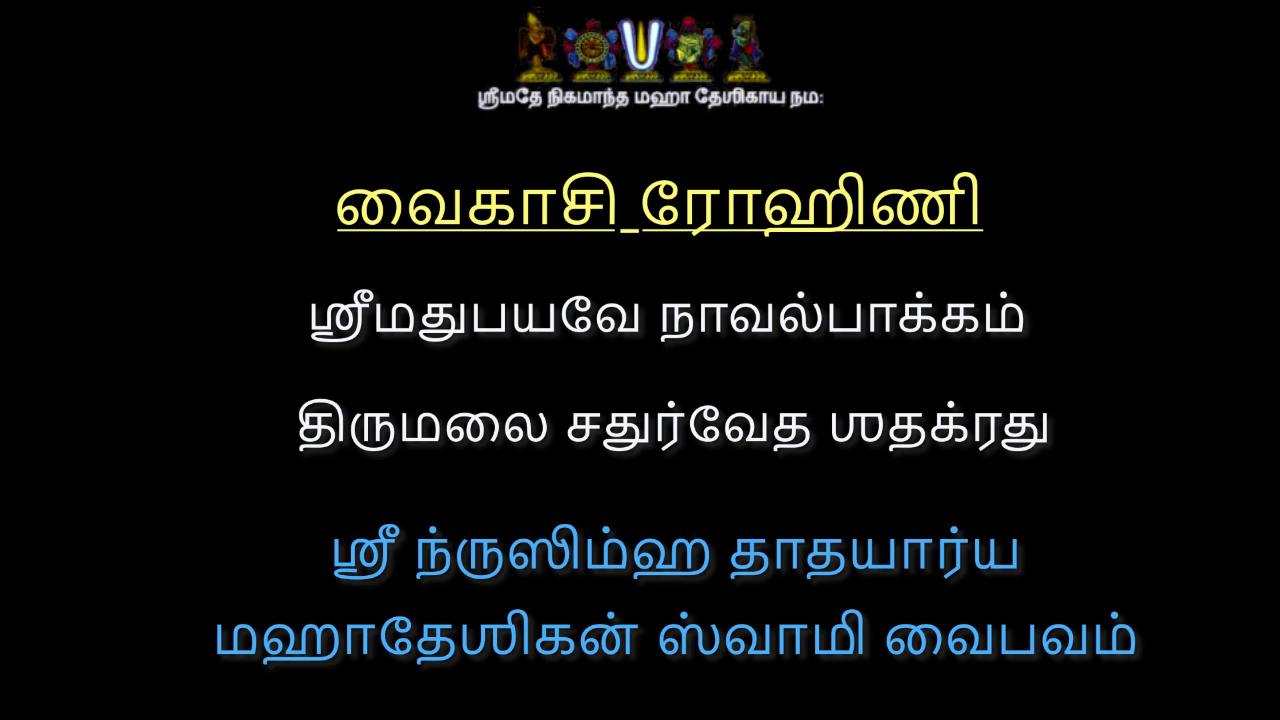 ஸ்ரீமதே நிகமாந்த மஹா தேஶிகாய நம:
வைகாசி_ரோஹிணி
ஸ்ரீமதுபயவே நாவல்பாக்கம்
திருமலை சதுர்வேத ஶதக்ரது
ஸ்ரீ ந்ருஸிம்ஹ தாதயார்ய
மஹாதேஶிகன் ஸ்வாமி வைபவம்